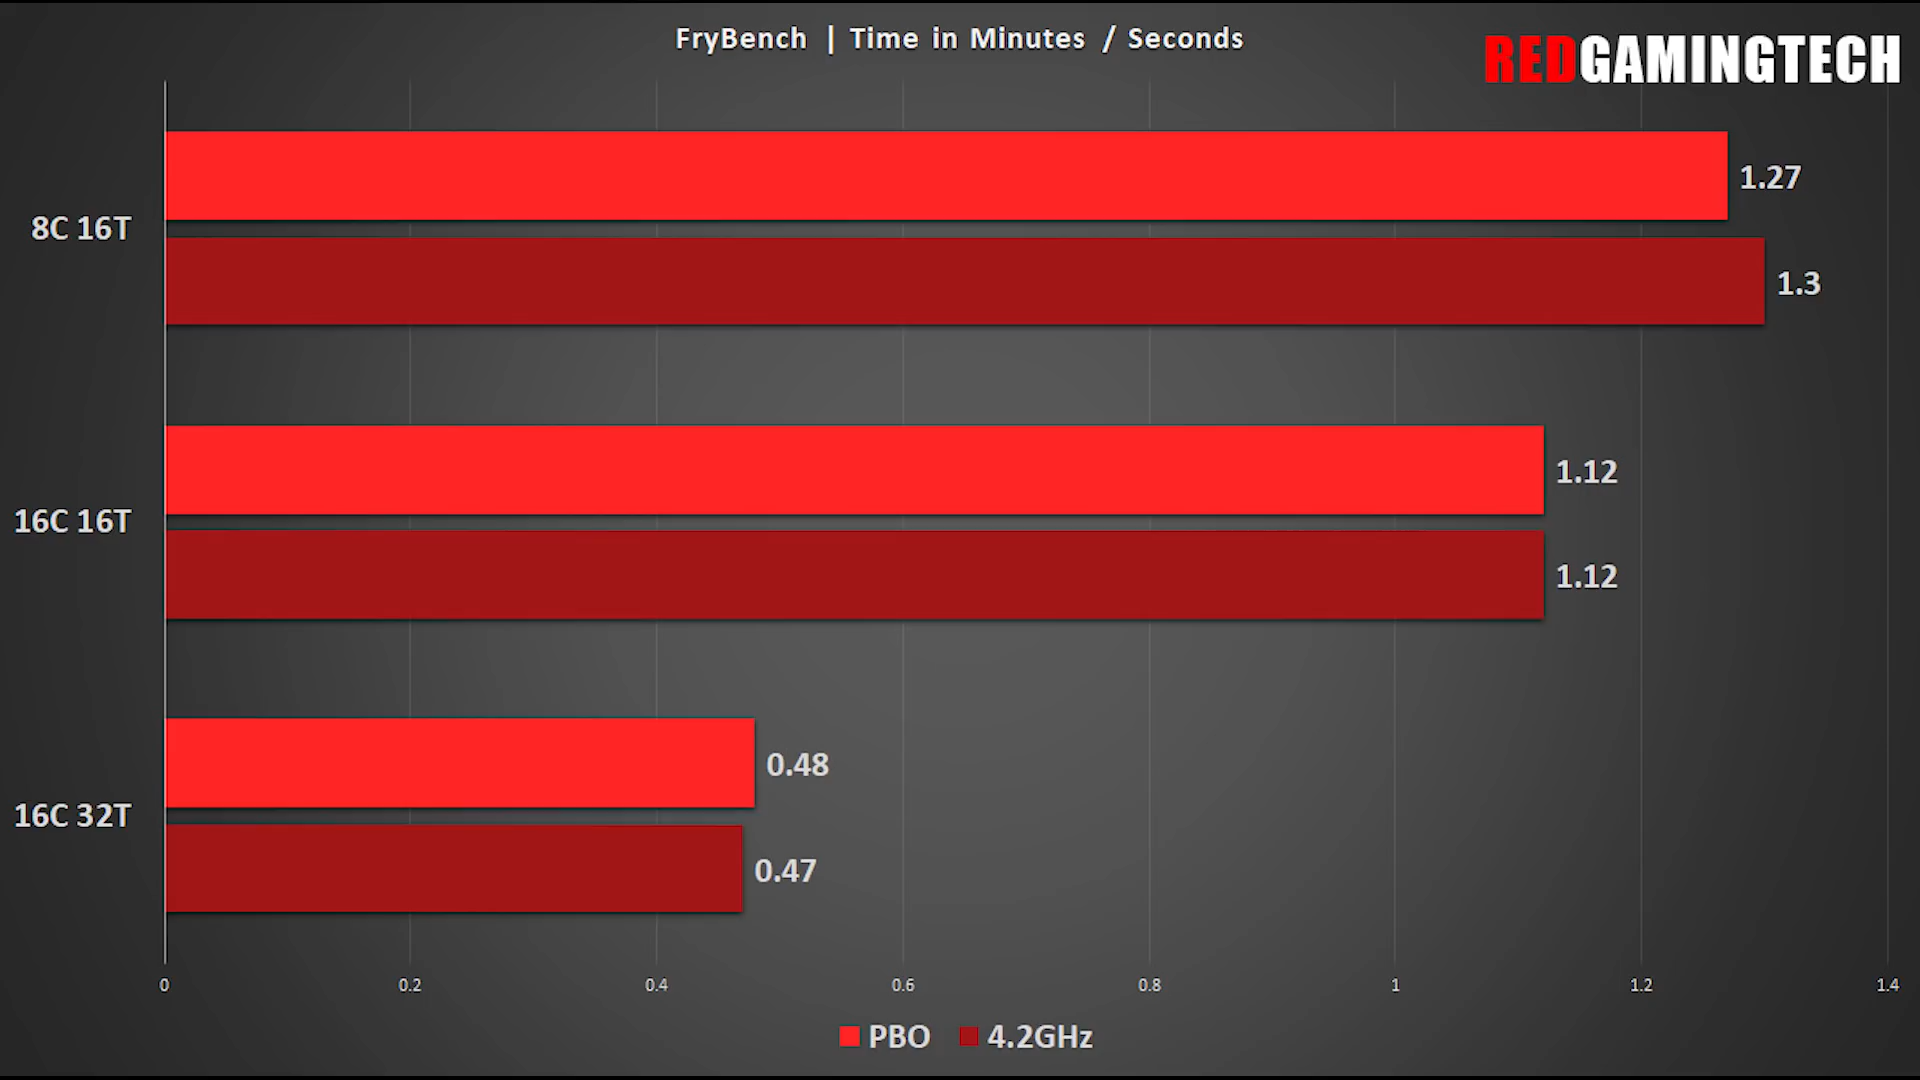 FryBench | Time in Minutes / Seconds
REDGAMINGTECH
8C 16T
1.27
1.3
16C 16T
1.12
1.12
16C 32T
0.48
0.47
0 0.2 0.4 0.6 0.8 1 1.2 1.4
PBO 4.2GHz